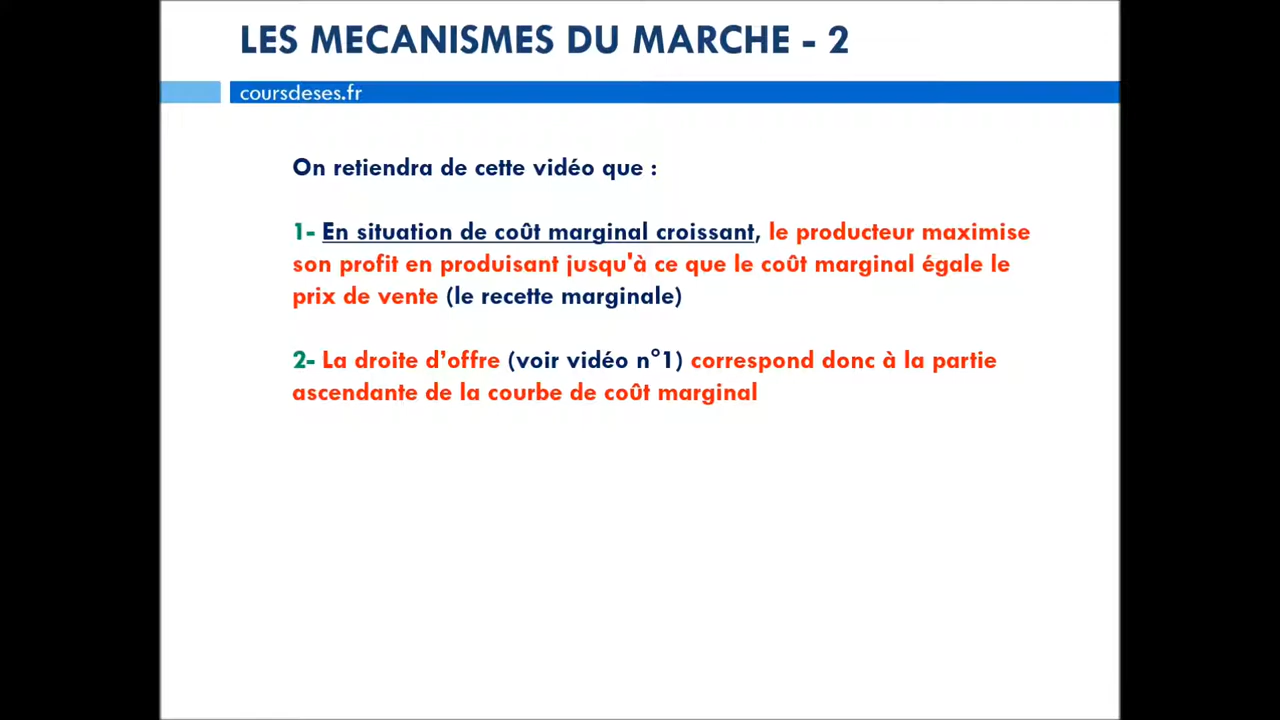 LES MECANISMES DU MARCHE - 2
coursdeses.fr
On retiendra de cette vidéo que :
1- En situation de coût marginal croissant, le producteur maximise
son profit en produisant jusqu'à ce que le coût marginal égale le
prix de vente (le recette marginale)
2- La droite d’offre (voir vidéo n°1) correspond donc à la partie
ascendante de la courbe de coût marginal